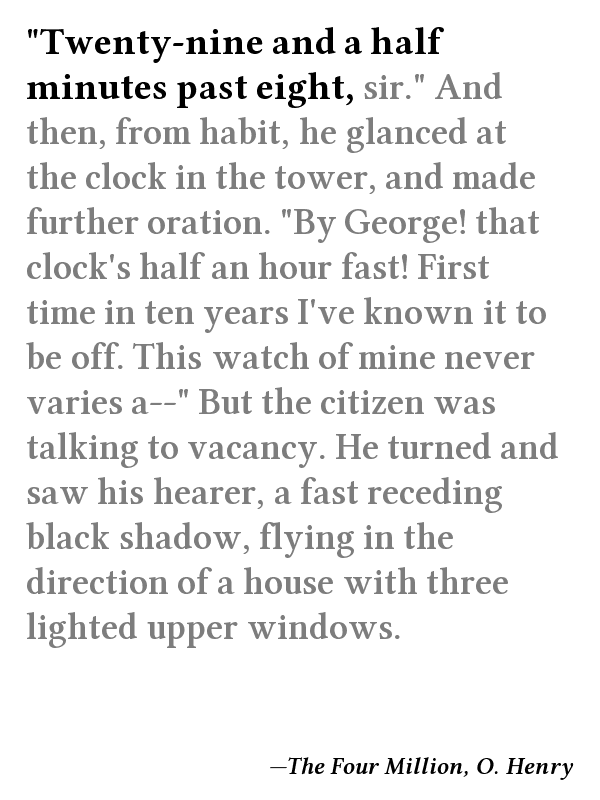 "Twenty-nine and a half
minutes past eight, sir." And
then, from habit, he glanced at
the clock in the tower, and made
further oration. "By George! that
clock's half an hour fast! First
time in ten years I've known it to
be off. This watch of mine never
varies a--" But the citizen was
talking to vacancy. He turned and
saw his hearer, a fast receding
black shadow, flying in the
direction of a house with three
lighted upper windows.
—The Four Million, O. Henry